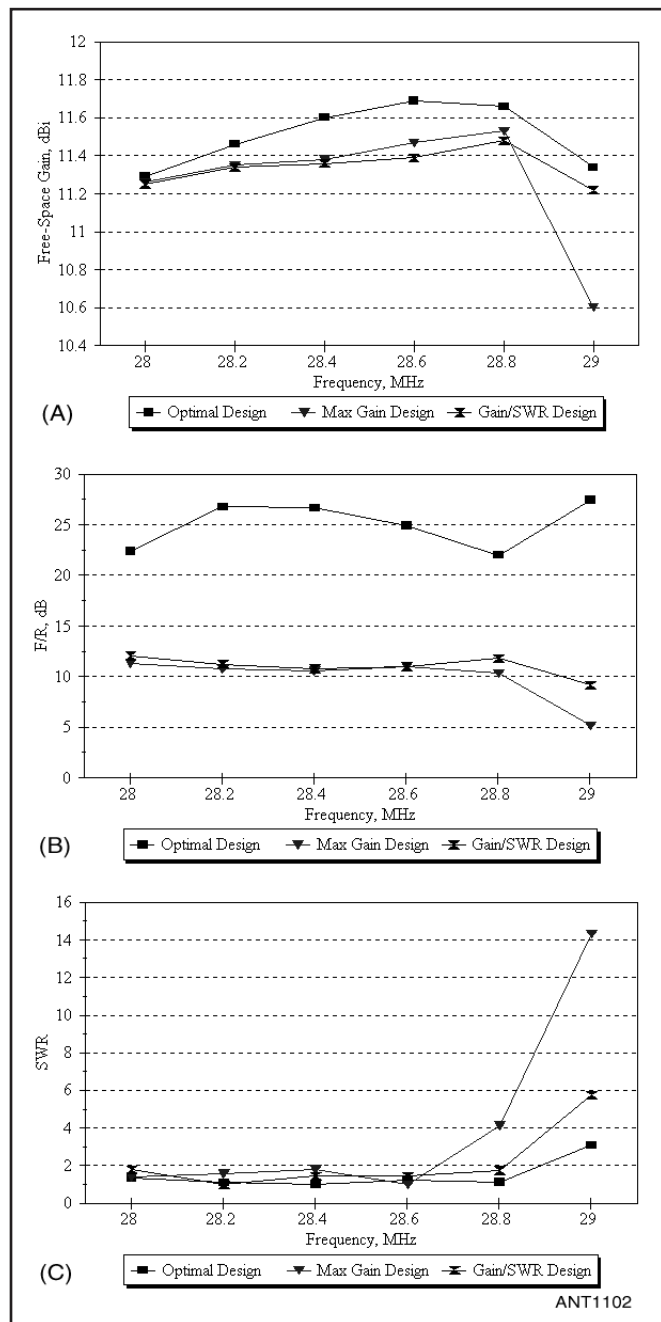 12
11.8
11.6
11.4
11.2
11
10.8
10.6
10.4
Free-Space Gain, dBi
28 28.2 28.4 28.6 28.8 29
Frequency, MHz
(A)
Optimal Design Max Gain Design Gain/SWR Design
30
25
20
15
10
5
0
F/R, dB
28 28.2 28.4 28.6 28.8 29
Frequency, MHz
(B)
Optimal Design Max Gain Design Gain/SWR Design
16
14
12
10
8
6
4
2
0
SWR
28 28.2 28.4 28.6 28.8 29
Frequency, MHz
(C)
Optimal Design Max Gain Design Gain/SWR Design
ANT1102